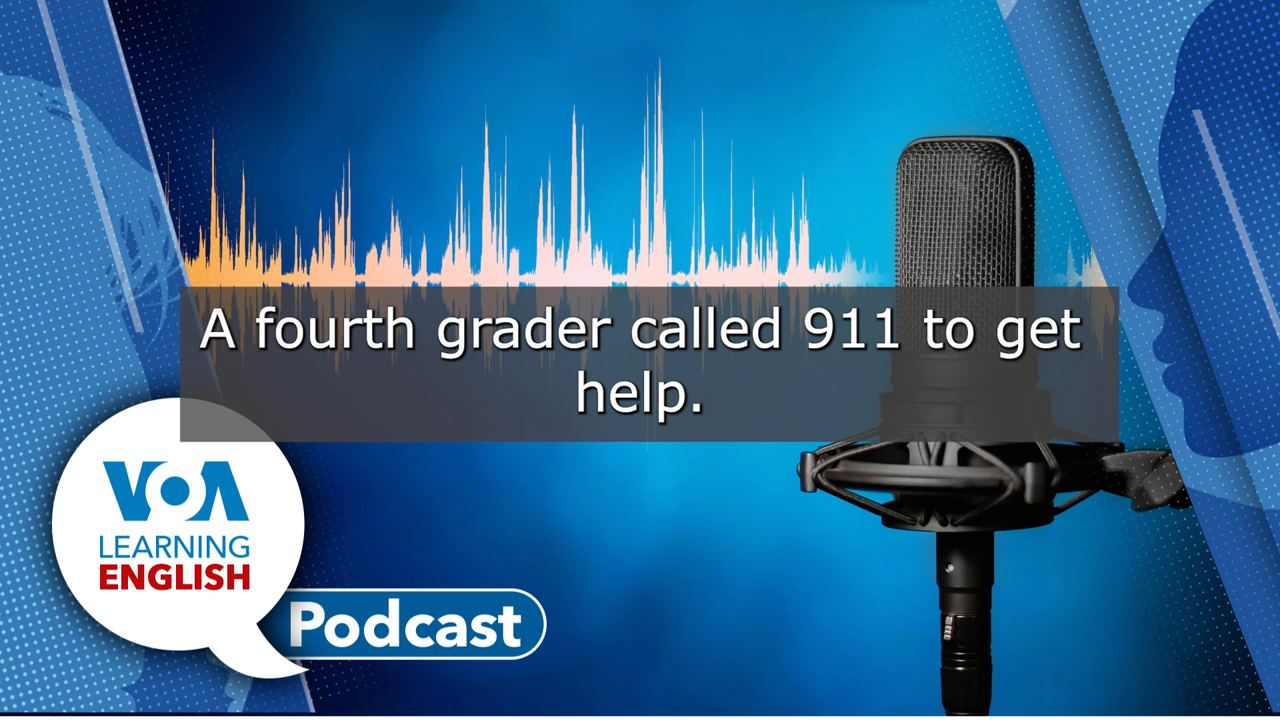 A fourth grader called 911 to get
help.
VOA
LEARNING
ENGLISH
Podcast